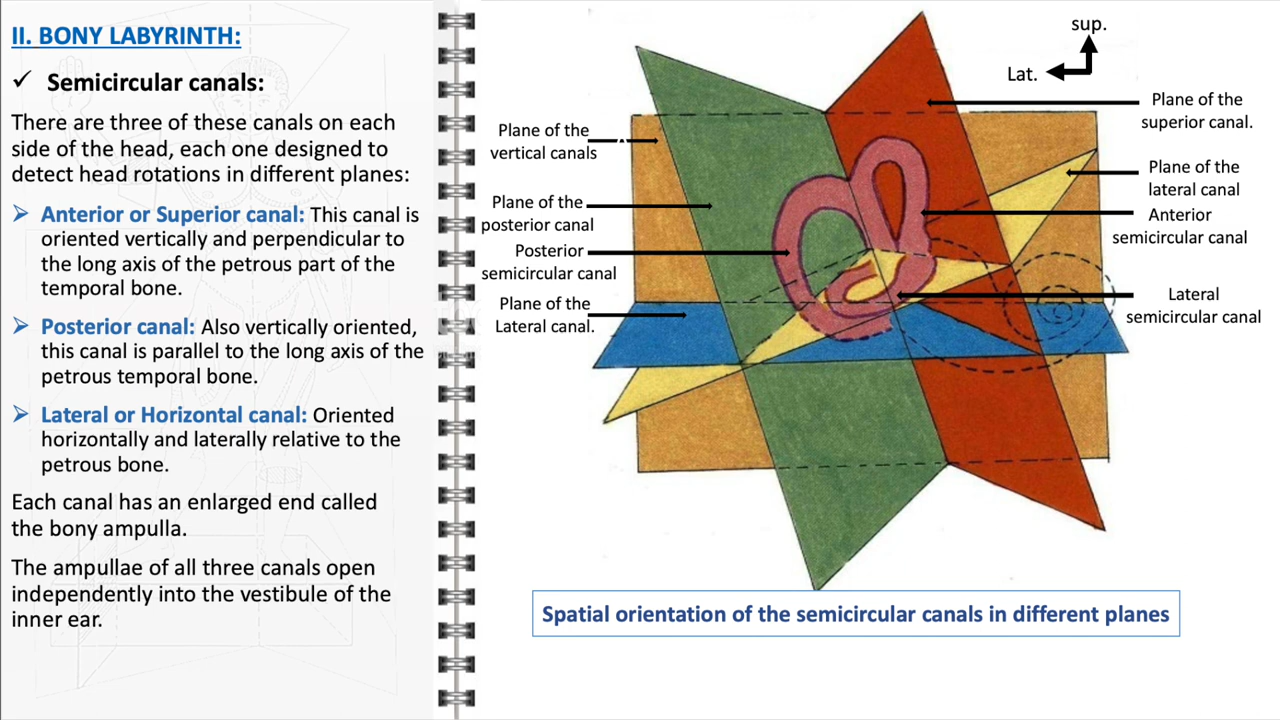 II. BONY LABYRINTH:
✓ Semicircular canals:
There are three of these canals on each
side of the head, each one designed to
detect head rotations in different planes:
➢ Anterior or Superior canal: This canal is
oriented vertically and perpendicular to
the long axis of the petrous part of the
temporal bone.
➢ Posterior canal: Also vertically oriented,
this canal is parallel to the long axis of the
petrous temporal bone.
➢ Lateral or Horizontal canal: Oriented
horizontally and laterally relative to the
petrous bone.
Each canal has an enlarged end called
the bony ampulla.
The ampullae of all three canals open
independently into the vestibule of the
inner ear.
sup.
Lat.
Plane of the
vertical canals
Plane of the
posterior canal
Posterior
semicircular canal
Plane of the
Lateral canal.
Plane of the
superior canal.
Plane of the
lateral canal
Anterior
semicircular canal
Lateral
semicircular canal
Spatial orientation of the semicircular canals in different planes